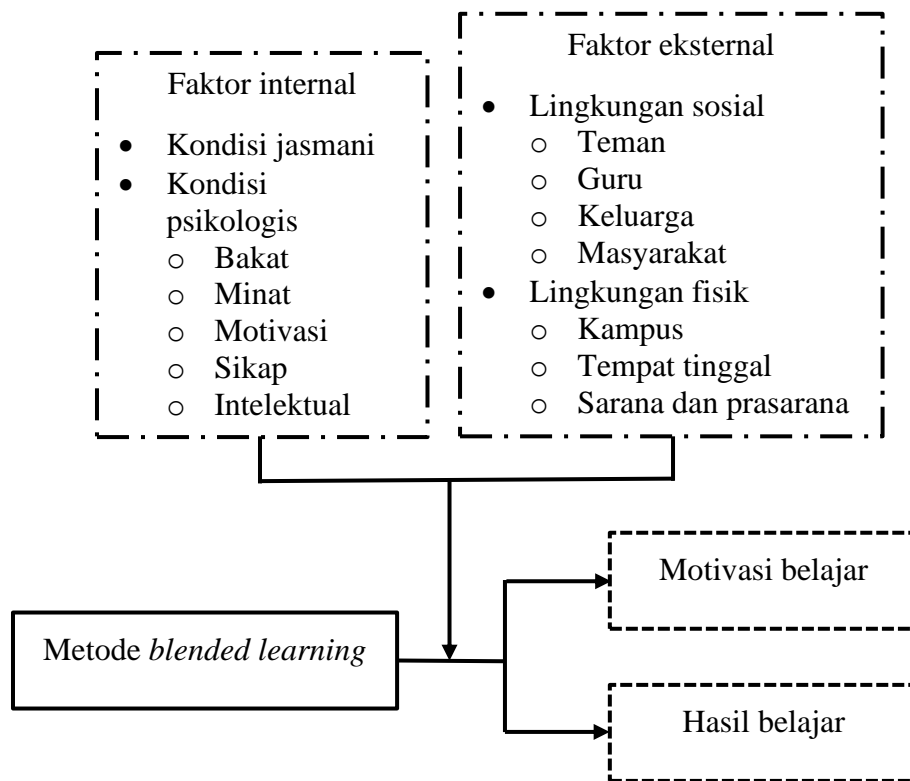 Faktor internal
• Kondisi jasmani
• Kondisi
psikologis
o Bakat
o Minat
o Motivasi
o Sikap
o Intelektual
Faktor eksternal
• Lingkungan sosial
o Teman
o Guru
o Keluarga
o Masyarakat
• Lingkungan fisik
o Kampus
o Tempat tinggal
o Sarana dan prasarana
Metode blended learning
Motivasi belajar
Hasil belajar